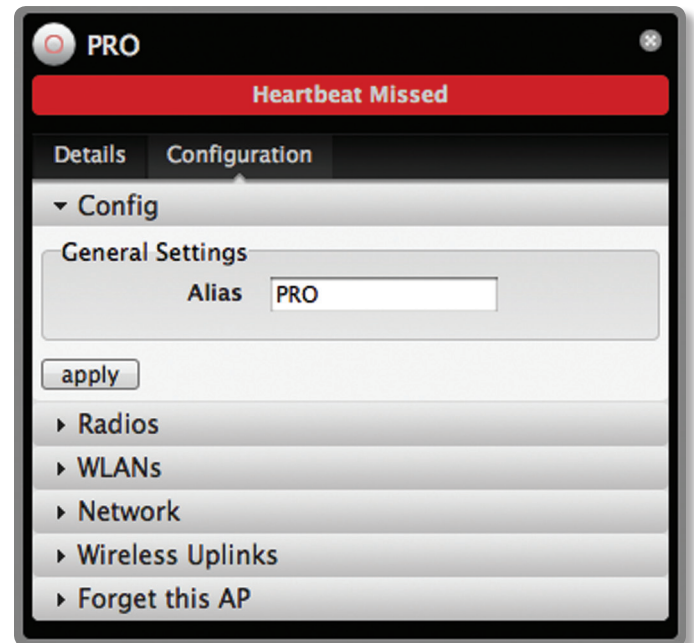 PRO
Heartbeat Missed
Details Configuration
Config
General Settings
Alias PRO
apply
Radios
WLANs
Network
Wireless Uplinks
Forget this AP